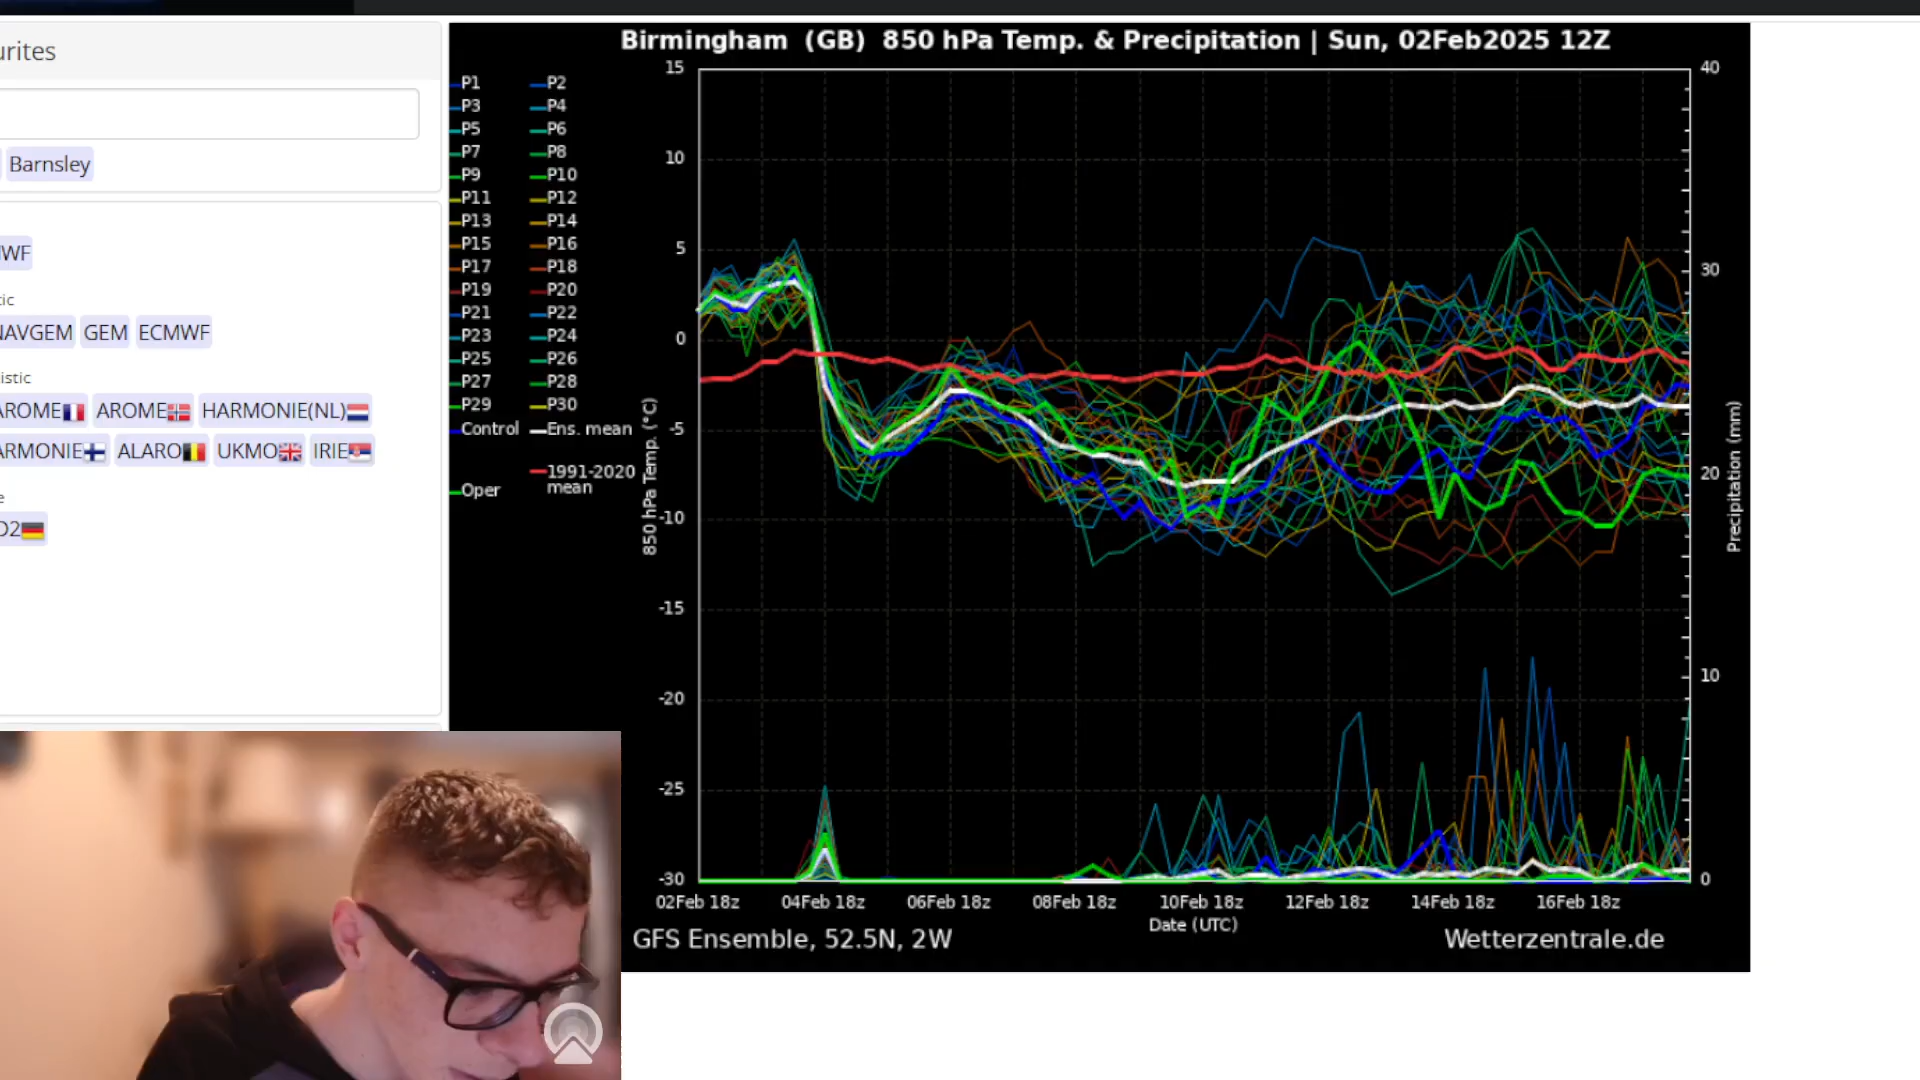 urites
Barnsley
WF
tic
NAVGEM GEM ECMWF
istic
AROME AROME HARMONIE(NL)
ARMONIE ALARO UKMO IRIE
e
D2
Birmingham (GB) 850 hPa Temp. & Precipitation | Sun, 02Feb2025 12Z
P1 P2
P3 P4
P5 P6
P7 P8
P9 P10
P11 P12
P13 P14
P15 P16
P17 P18
P19 P20
P21 P22
P23 P24
P25 P26
P27 P28
P29 P30
Control Ens. mean
1991-2020
mean
Oper
850 hPa Temp. (°C)
15
10
5
0
-5
-10
-15
-20
-25
-30
40
30
20
10
0
Precipitation (mm)
02Feb 18z 04Feb 18z 06Feb 18z 08Feb 18z 10Feb 18z 12Feb 18z 14Feb 18z 16Feb 18z
Date (UTC)
GFS Ensemble, 52.5N, 2W
Wetterzentrale.de